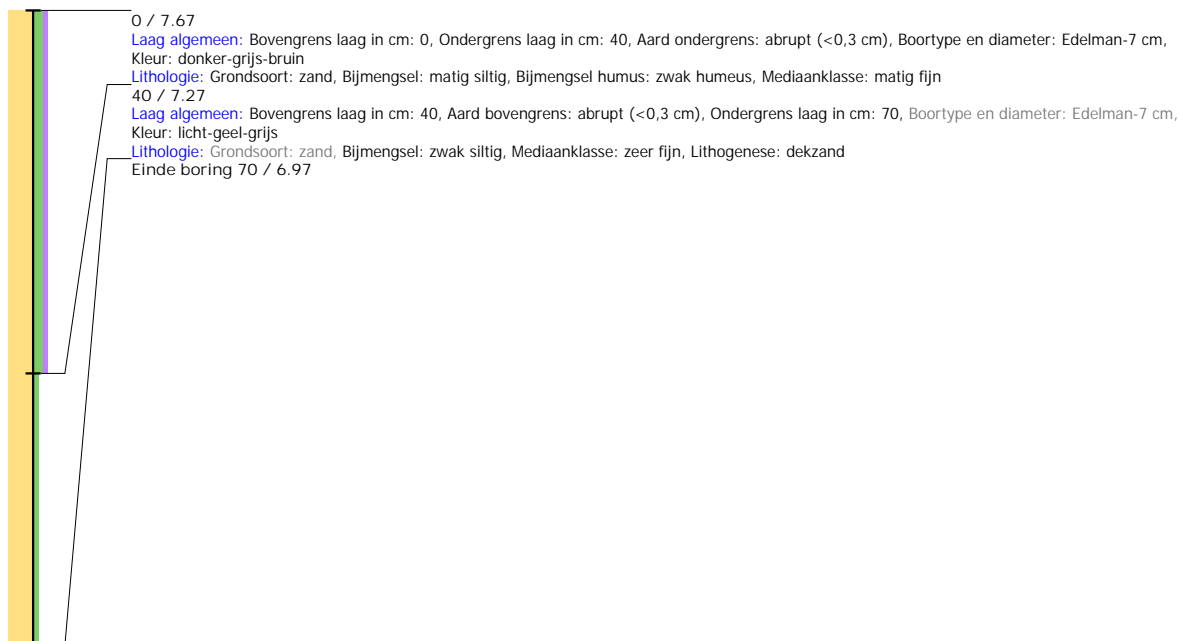 0 / 7.67
Laag algemeen: Bovengrens laag in cm: 0, Ondergrens laag in cm: 40, Aard ondergrens: abrupt (<0,3 cm), Boortype en diameter: Edelman-7 cm,
Kleur: donker-grijs-bruin
Lithologie: Grondsoort: zand, Bijmengsel: matig siltig, Bijmengsel humus: zwak humeus, Mediaanklasse: matig fijn
40 / 7.27
Laag algemeen: Bovengrens laag in cm: 40, Aard bovengrens: abrupt (<0,3 cm), Ondergrens laag in cm: 70, Boortype en diameter: Edelman-7 cm,
Kleur: licht-geel-grijs
Lithologie: Grondsoort: zand, Bijmengsel: zwak siltig, Mediaanklasse: zeer fijn, Lithogenese: dekzand
Einde boring 70 / 6.97